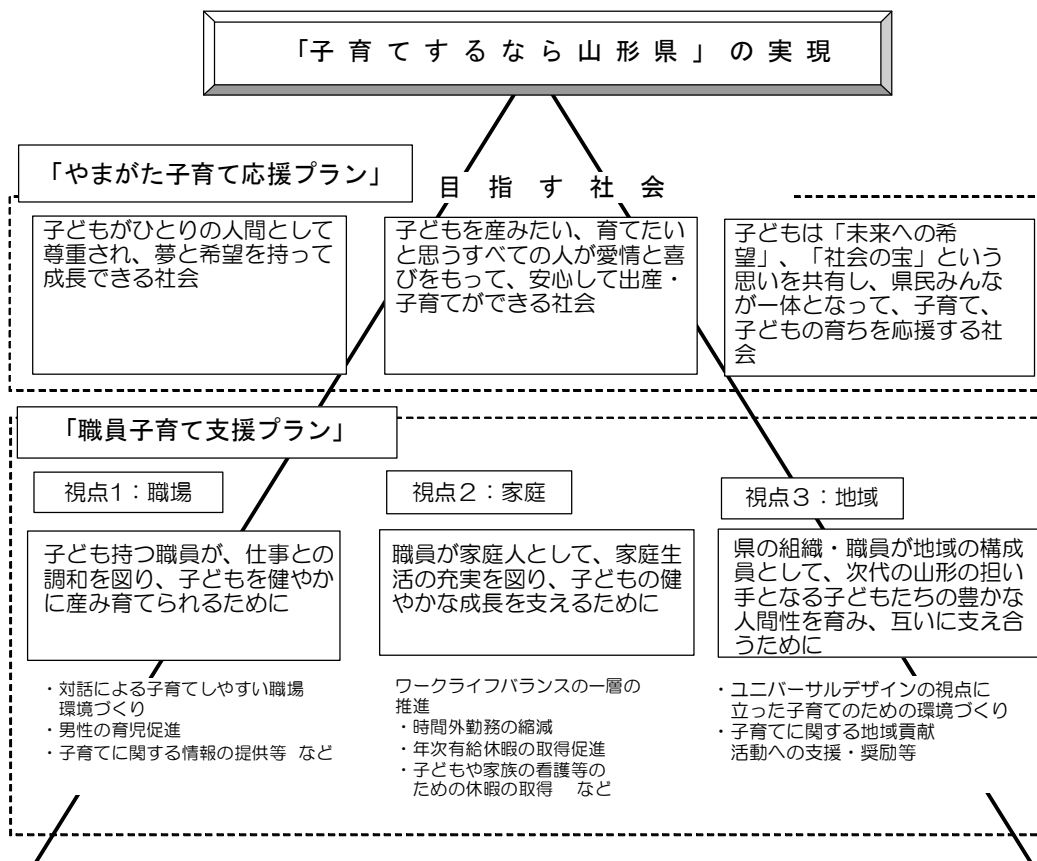 「子育てするなら山形県」の実現
「やまがた子育て応援プラン」
目指す社会
子どもがひとりの人間として
尊重され、夢と希望を持って
成長できる社会
子どもを産みたい、育てたい
と思うすべての人が愛情と喜
びをもって、安心して出産・
子育てができる社会
子どもは「未来への希
望」、「社会の宝」という
思いを共有し、県民みんな
が一体となって、子育て、
子どもの育ちを応援する社
会
「職員子育て支援プラン」
視点1：職場
子ども持つ職員が、仕事との
調和を図り、子どもを健やか
に産み育てられるために
・対話による子育てしやすい職場
環境づくり
・男性の育児促進
・子育てに関する情報の提供等 など
視点２：家庭
職員が家庭人として、家庭生
活の充実を図り、子どもの健
やかな成長を支えるために
ワークライフバランスの一層の
推進
・時間外勤務の縮減
・年次有給休暇の取得促進
・子どもや家族の看護等の
ための休暇の取得 など
視点３：地域
県の組織・職員が地域の構成
員として、次代の山形の担い
手となる子どもたちの豊かな
人間性を育み、互いに支え合
うために
・ユニバーサルデザインの視点に
立った子育てのための環境づくり
・子育てに関する地域貢献
活動への支援・奨励等